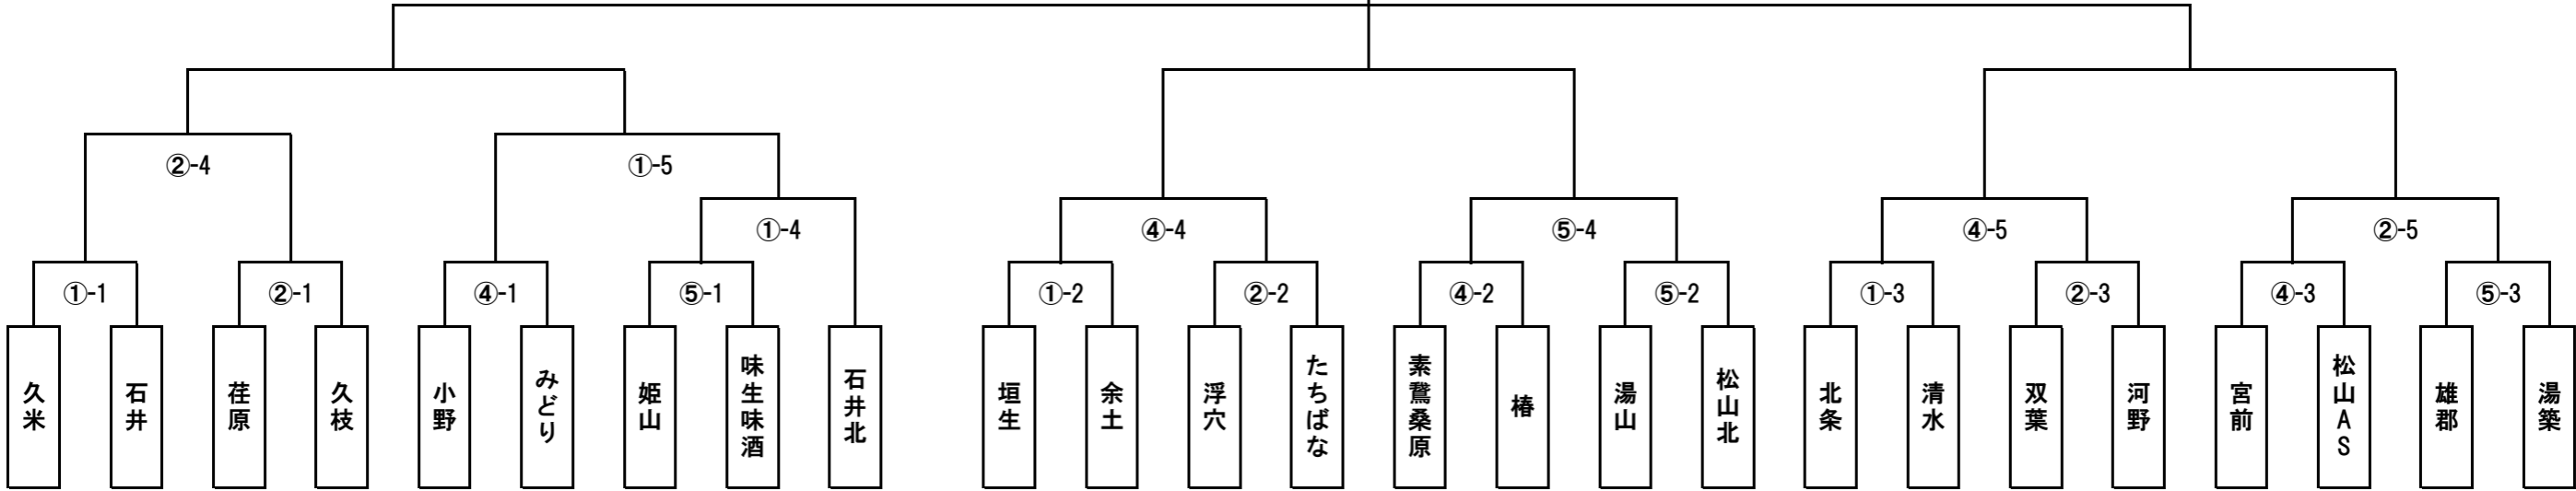 ②-4
①-5
①-4
④-4
⑤-4
④-5
②-5
①-1
②-1
④-1
⑤-1
①-2
②-2
④-2
⑤-2
①-3
②-3
④-3
⑤-3
久米
石井
荏原
久枝
小野
みどり
姫山
味生味酒
石井北
垣生
余土
浮穴
たちばな
素鵞桑原
椿
湯山
松山北
北条
清水
双葉
河野
宮前
松山AS
雄郡
湯築